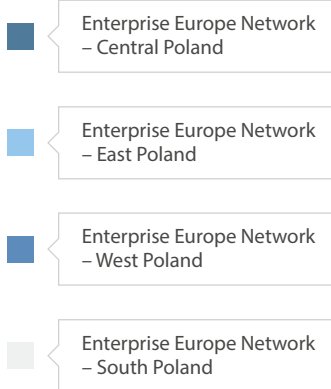 Enterprise Europe Network
– Central Poland
Enterprise Europe Network
– East Poland
Enterprise Europe Network
– West Poland
Enterprise Europe Network
– South Poland